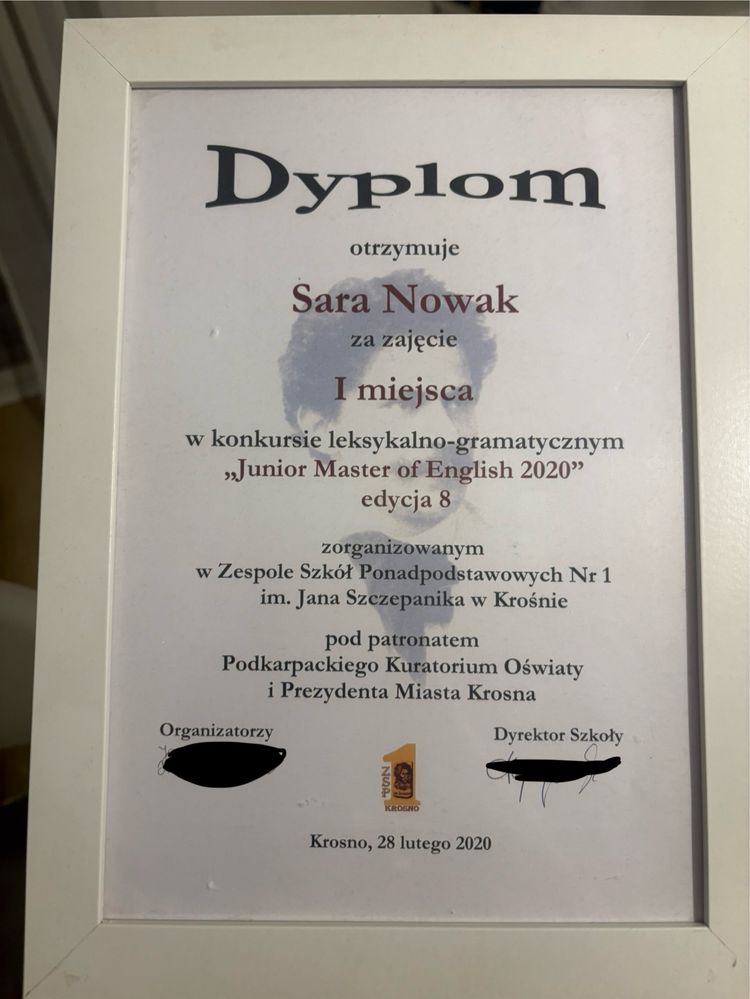 Dyplom
otrzymuje
Sara Nowak
za zajęcie
I miejsca
w konkursie leksykalno-gramatycznym
„Junior Master of English 2020”
edycja 8
zorganizowanym
w Zespole Szkół Ponadpodstawowych Nr 1
im. Jana Szczepanika w Krośnie
pod patronatem
Podkarpackiego Kuratorium Oświaty
i Prezydenta Miasta Krosna
Organizatorzy
Dyrektor Szkoły
ZSP
1
KROSNO
Krosno, 28 lutego 2020